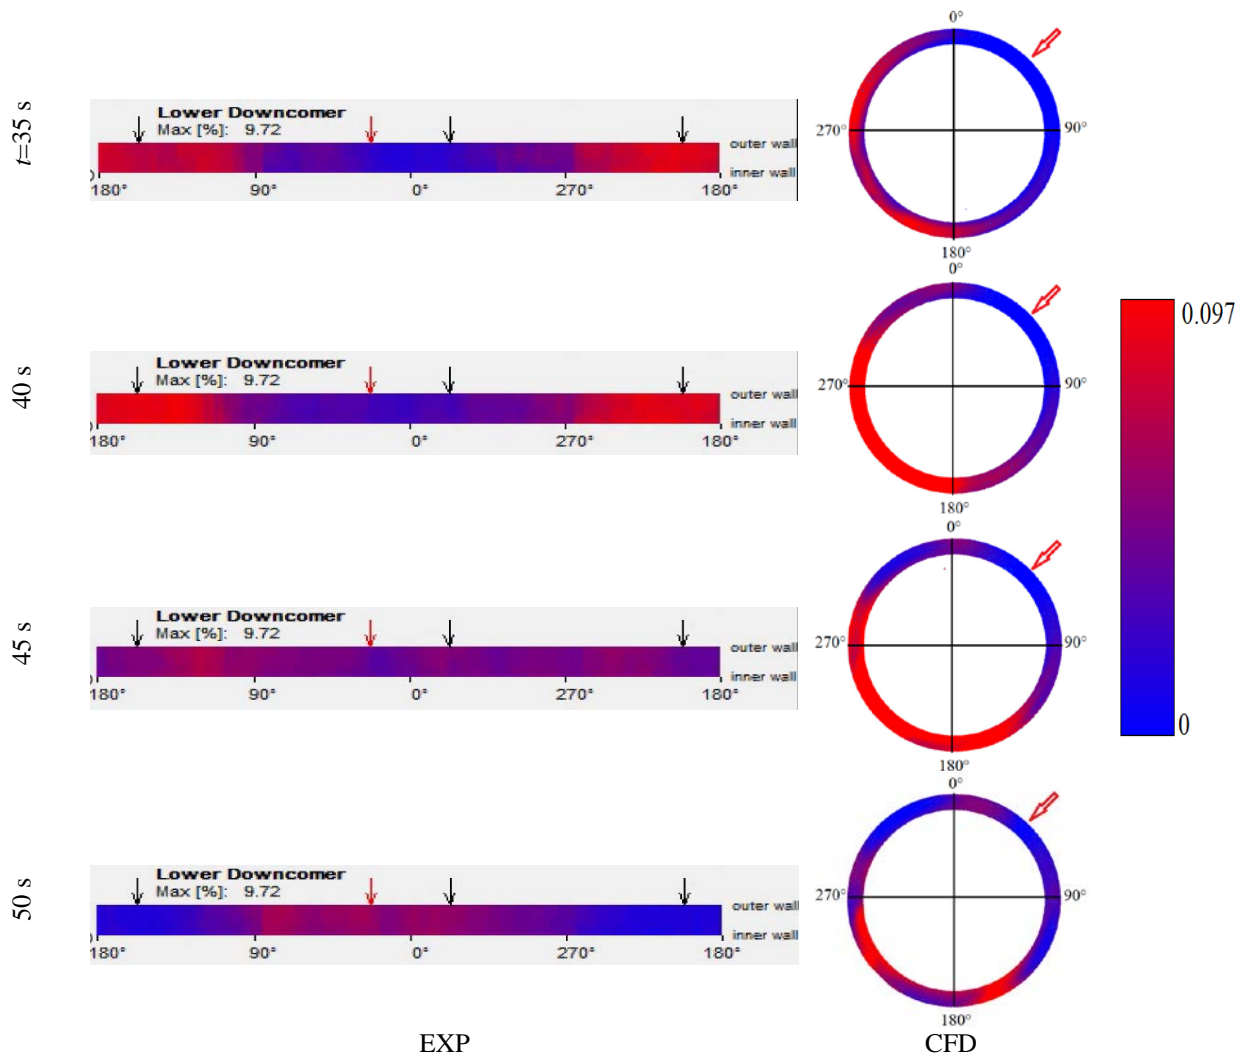 t=35 s
Lower Downcomer
Max [%]: 9.72
outer wall
inner wall
180° 90° 0° 270° 180°
0°
270° 90°
180°
40 s
Lower Downcomer
Max [%]: 9.72
outer wall
inner wall
180° 90° 0° 270° 180°
0°
270° 90°
180°
45 s
Lower Downcomer
Max [%]: 9.72
outer wall
inner wall
180° 90° 0° 270° 180°
0°
270° 90°
180°
50 s
Lower Downcomer
Max [%]: 9.72
outer wall
inner wall
180° 90° 0° 270° 180°
0°
270° 90°
180°
0.097
0
EXP CFD